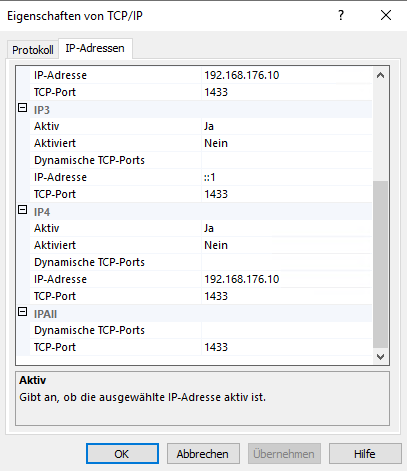 Eigenschaften von TCP/IP
Protokoll IP-Adressen
IP-Adresse 192.168.176.10
TCP-Port 1433
IP3
Aktiv Ja
Aktiviert Nein
Dynamische TCP-Ports
IP-Adresse ::1
TCP-Port 1433
IP4
Aktiv Ja
Aktiviert Nein
Dynamische TCP-Ports
IP-Adresse 192.168.176.10
TCP-Port 1433
IPAll
Dynamische TCP-Ports
TCP-Port 1433
Aktiv
Gibt an, ob die ausgewählte IP-Adresse aktiv ist.
OK Abbrechen Übernehmen Hilfe